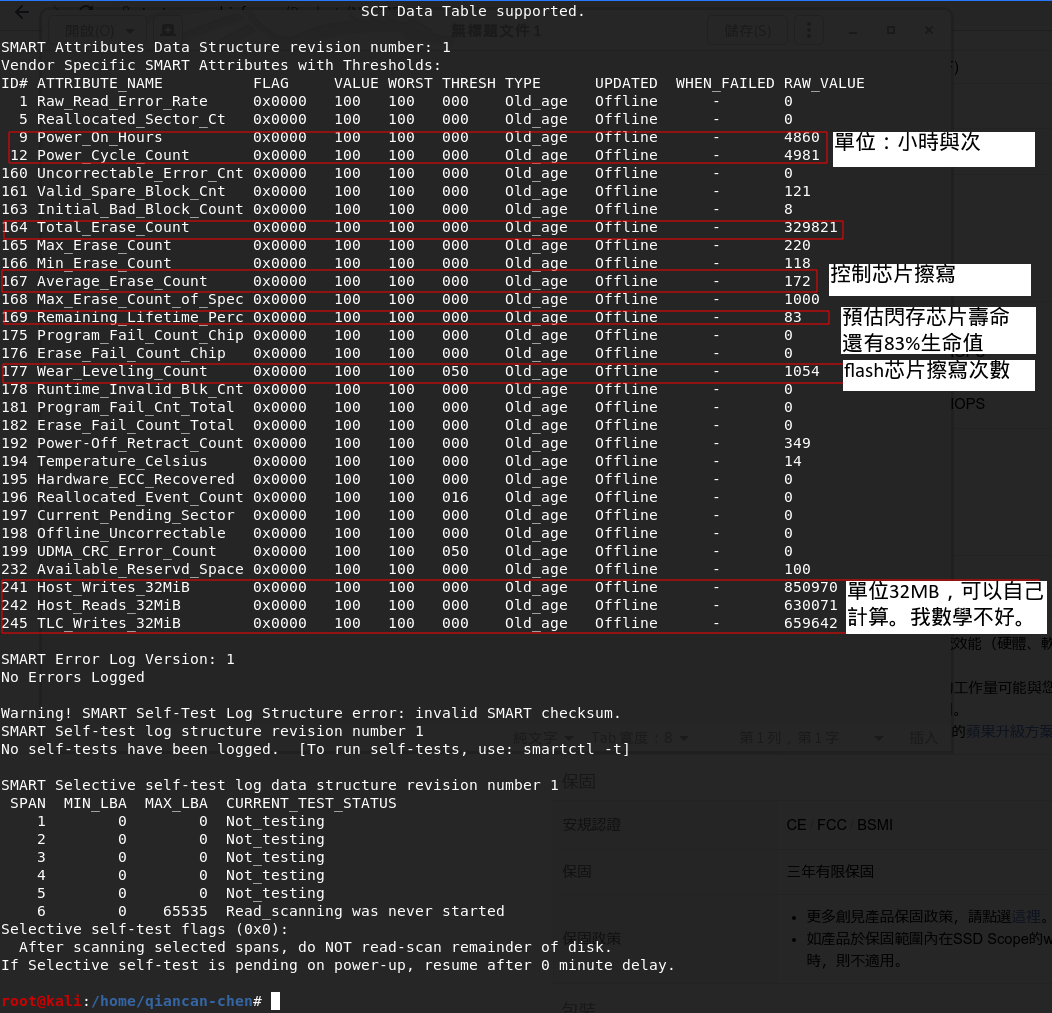 SCT Data Table supported.
開啟(O)
無標題文件 1
儲存(S)
SMART Attributes Data Structure revision number: 1
Vendor Specific SMART Attributes with Thresholds:
ID# ATTRIBUTE_NAME FLAG VALUE WORST THRESH TYPE UPDATED WHEN_FAILED RAW_VALUE
1 Raw_Read_Error_Rate 0x0000 100 100 000 Old_age Offline - 0
5 Reallocated_Sector_Ct 0x0000 100 100 000 Old_age Offline - 0
9 Power_On_Hours 0x0000 100 100 000 Old_age Offline - 4860
12 Power_Cycle_Count 0x0000 100 100 000 Old_age Offline - 4981
單位：小時與次
160 Uncorrectable_Error_Cnt 0x0000 100 100 000 Old_age Offline - 0
161 Valid_Spare_Block_Cnt 0x0000 100 100 000 Old_age Offline - 121
163 Initial_Bad_Block_Count 0x0000 100 100 000 Old_age Offline - 8
164 Total_Erase_Count 0x0000 100 100 000 Old_age Offline - 329821
165 Max_Erase_Count 0x0000 100 100 000 Old_age Offline - 220
166 Min_Erase_Count 0x0000 100 100 000 Old_age Offline - 118
167 Average_Erase_Count 0x0000 100 100 000 Old_age Offline - 172
控制芯片擦寫
168 Max_Erase_Count_of_Spec 0x0000 100 100 000 Old_age Offline - 1000
169 Remaining_Lifetime_Perc 0x0000 100 100 000 Old_age Offline - 83
預估閃存芯片壽命
還有83%生命值
175 Program_Fail_Count_Chip 0x0000 100 100 000 Old_age Offline - 0
176 Erase_Fail_Count_Chip 0x0000 100 100 000 Old_age Offline - 0
177 Wear_Leveling_Count 0x0000 100 100 050 Old_age Offline - 1054
flash芯片擦寫次數
178 Runtime_Invalid_Blk_Cnt 0x0000 100 100 000 Old_age Offline - 0
181 Program_Fail_Cnt_Total 0x0000 100 100 000 Old_age Offline - 0
IOPS
182 Erase_Fail_Count_Total 0x0000 100 100 000 Old_age Offline - 0
192 Power-Off_Retract_Count 0x0000 100 100 000 Old_age Offline - 349
194 Temperature_Celsius 0x0000 100 100 000 Old_age Offline - 14
195 Hardware_ECC_Recovered 0x0000 100 100 000 Old_age Offline - 0
196 Reallocated_Event_Count 0x0000 100 100 016 Old_age Offline - 0
197 Current_Pending_Sector 0x0000 100 100 000 Old_age Offline - 0
198 Offline_Uncorrectable 0x0000 100 100 000 Old_age Offline - 0
199 UDMA_CRC_Error_Count 0x0000 100 100 050 Old_age Offline - 0
232 Available_Reservd_Space 0x0000 100 100 000 Old_age Offline - 100
241 Host_Writes_32MiB 0x0000 100 100 000 Old_age Offline - 850970
242 Host_Reads_32MiB 0x0000 100 100 000 Old_age Offline - 630071
245 TLC_Writes_32MiB 0x0000 100 100 000 Old_age Offline - 659642
單位32MB，可以自己
計算。我數學不好。
效能（硬體、軟
SMART Error Log Version: 1
No Errors Logged
工作量可能與您
Warning! SMART Self-Test Log Structure error: invalid SMART checksum.
SMART Self-test log structure revision number 1
的蘋果升級方案
純文字 Tab 寬度：8 第 1 列，第 1 字 插入
No self-tests have been logged. [To run self-tests, use: smartctl -t]
SMART Selective self-test log data structure revision number 1
保固
SPAN MIN_LBA MAX_LBA CURRENT_TEST_STATUS
1 0 0 Not_testing
安規認證 CE / FCC / BSMI
2 0 0 Not_testing
3 0 0 Not_testing
4 0 0 Not_testing
保固 三年有限保固
5 0 0 Not_testing
6 0 65535 Read_scanning was never started
更多創見產品保固政策，請點選這裡。
Selective self-test flags (0x0):
保固政策
After scanning selected spans, do NOT read-scan remainder of disk.
如產品於保固範圍內在SSD Scope的w
If Selective self-test is pending on power-up, resume after 0 minute delay.
時，則不適用。
root@kali:/home/qiancan-chen#
包裝